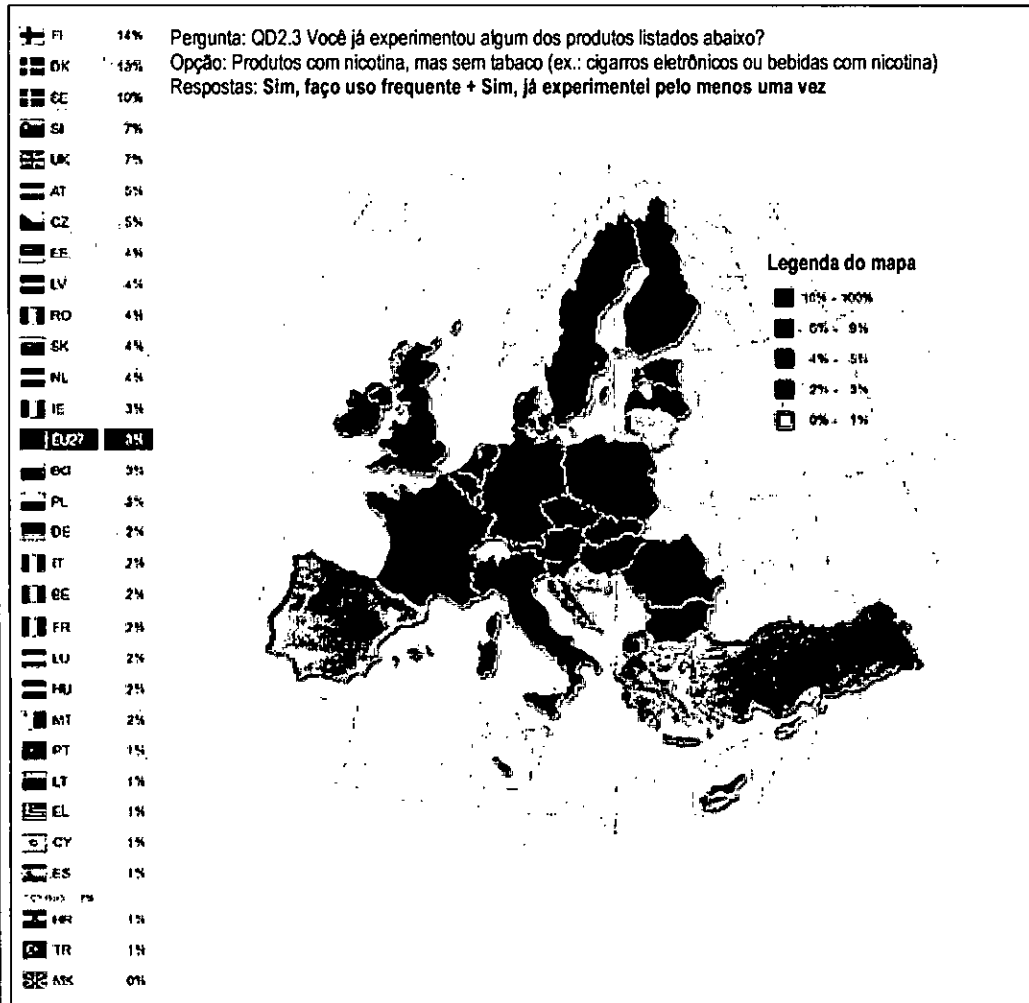 Pergunta: QD2.3 Você já experimentou algum dos produtos listados abaixo?
Opção: Produtos com nicotina, mas sem tabaco (ex.: cigarros eletrônicos ou bebidas com nicotina)
Respostas: Sim, faço uso frequente + Sim, já experimentei pelo menos uma vez
FI 14%
DK
SE 10%
SI 7%
UK 7%
AT 5%
CZ 5%
EE 4%
LV 4%
RO 4%
SK 4%
NL 4%
IE 3%
EU27 3%
3%
PL 3%
DE 2%
IT 2%
2%
FR 2%
LU 2%
HU 2%
MT 2%
PT 1%
LT 1%
EL 1%
CY 1%
ES 1%
HR 1%
TR 1%
MK 0%
Legenda do mapa
- 100%
- 9%
4% - 5%
2% - 3%
0% - 1%